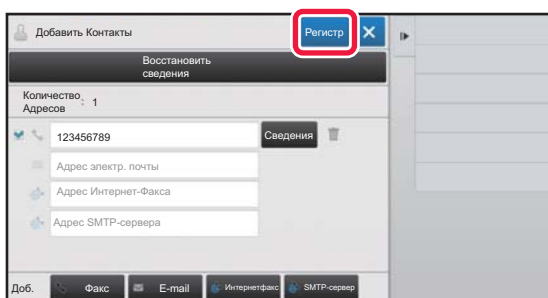 Добавить Контакты
Регистр
Восстановить
сведения
Количество
Адресов : 1
123456789
Сведения
Адрес электр. почты
Адрес Интернет-Факса
Адрес SMTP-сервера
Доб.
Факс
E-mail
Интернетфакс
SMTP-сервер